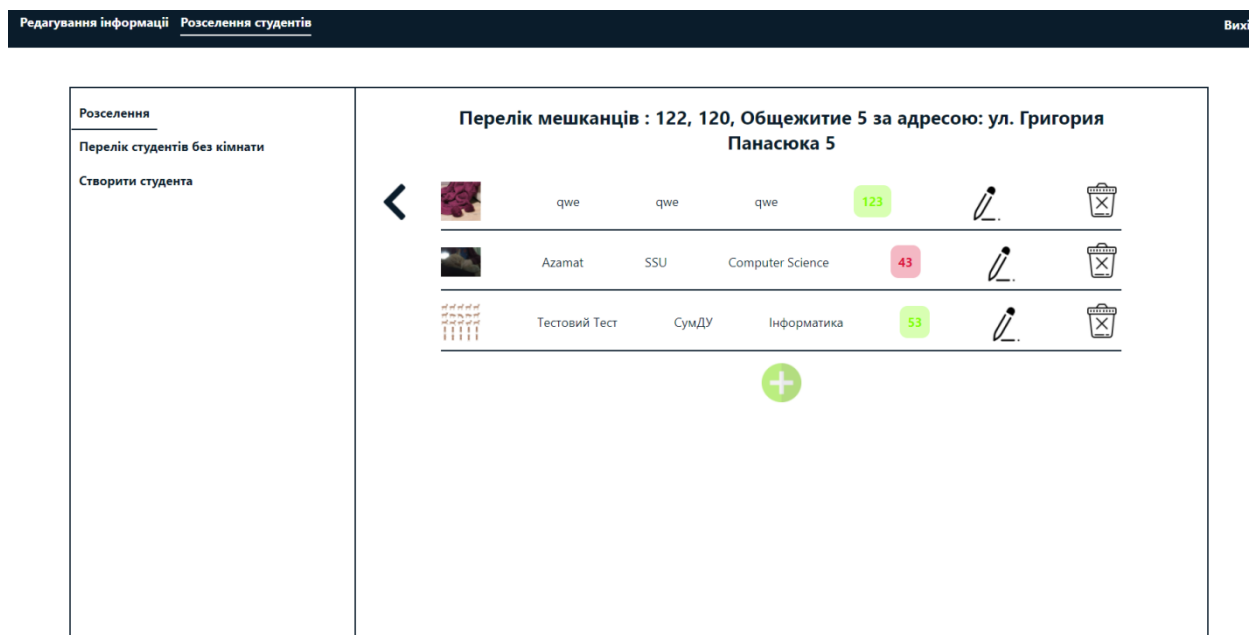 Редагування інформації Розселення студентів
Розселення
Перелік студентів без кімнати
Створити студента
Перелік мешканців : 122, 120, Общежитие 5 за адресою: ул. Григория
Панасюка 5
qwe qwe qwe 123
Azamat SSU Computer Science 43
Тестовий Тест СумДУ Інформатика 53